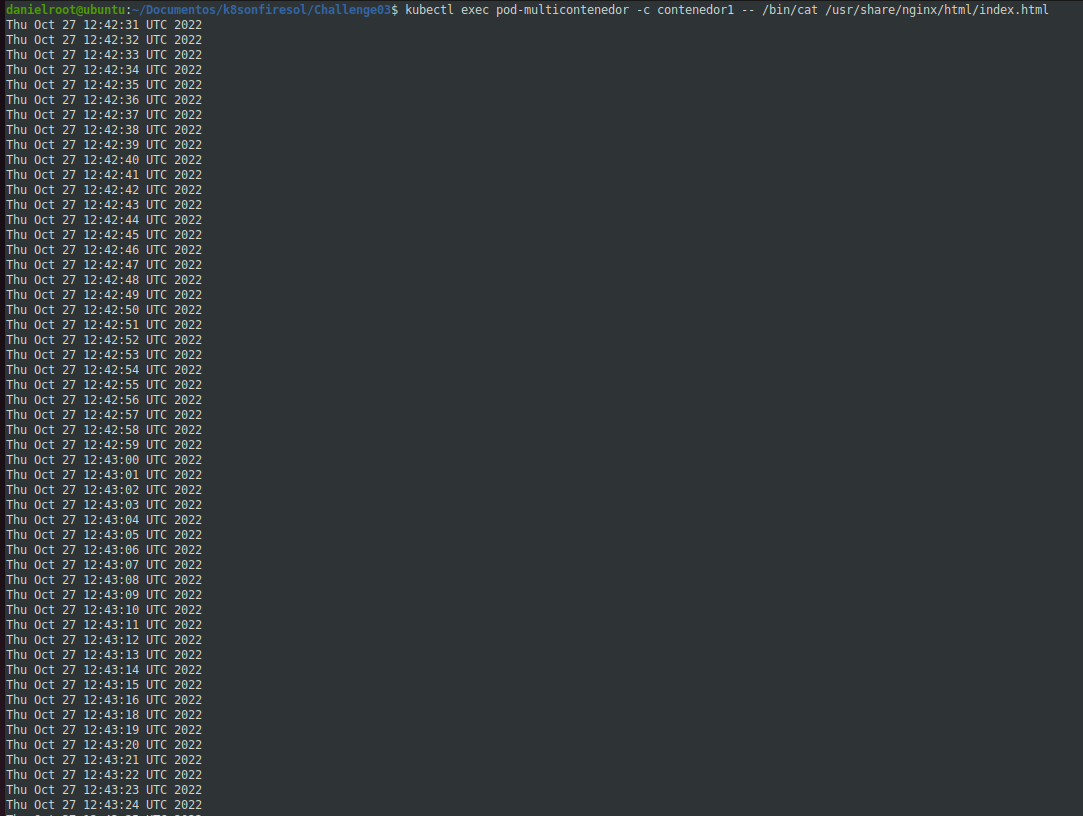 danielroot@ubuntu:~/Documentos/k8sonfiresol/Challenge03$ kubectl exec pod-multicontenedor -c contenedor1 -- /bin/cat /usr/share/nginx/html/index.html
Thu Oct 27 12:42:31 UTC 2022
Thu Oct 27 12:42:32 UTC 2022
Thu Oct 27 12:42:33 UTC 2022
Thu Oct 27 12:42:34 UTC 2022
Thu Oct 27 12:42:35 UTC 2022
Thu Oct 27 12:42:36 UTC 2022
Thu Oct 27 12:42:37 UTC 2022
Thu Oct 27 12:42:38 UTC 2022
Thu Oct 27 12:42:39 UTC 2022
Thu Oct 27 12:42:40 UTC 2022
Thu Oct 27 12:42:41 UTC 2022
Thu Oct 27 12:42:42 UTC 2022
Thu Oct 27 12:42:43 UTC 2022
Thu Oct 27 12:42:44 UTC 2022
Thu Oct 27 12:42:45 UTC 2022
Thu Oct 27 12:42:46 UTC 2022
Thu Oct 27 12:42:47 UTC 2022
Thu Oct 27 12:42:48 UTC 2022
Thu Oct 27 12:42:49 UTC 2022
Thu Oct 27 12:42:50 UTC 2022
Thu Oct 27 12:42:51 UTC 2022
Thu Oct 27 12:42:52 UTC 2022
Thu Oct 27 12:42:53 UTC 2022
Thu Oct 27 12:42:54 UTC 2022
Thu Oct 27 12:42:55 UTC 2022
Thu Oct 27 12:42:56 UTC 2022
Thu Oct 27 12:42:57 UTC 2022
Thu Oct 27 12:42:58 UTC 2022
Thu Oct 27 12:42:59 UTC 2022
Thu Oct 27 12:43:00 UTC 2022
Thu Oct 27 12:43:01 UTC 2022
Thu Oct 27 12:43:02 UTC 2022
Thu Oct 27 12:43:03 UTC 2022
Thu Oct 27 12:43:04 UTC 2022
Thu Oct 27 12:43:05 UTC 2022
Thu Oct 27 12:43:06 UTC 2022
Thu Oct 27 12:43:07 UTC 2022
Thu Oct 27 12:43:08 UTC 2022
Thu Oct 27 12:43:09 UTC 2022
Thu Oct 27 12:43:10 UTC 2022
Thu Oct 27 12:43:11 UTC 2022
Thu Oct 27 12:43:12 UTC 2022
Thu Oct 27 12:43:13 UTC 2022
Thu Oct 27 12:43:14 UTC 2022
Thu Oct 27 12:43:15 UTC 2022
Thu Oct 27 12:43:16 UTC 2022
Thu Oct 27 12:43:18 UTC 2022
Thu Oct 27 12:43:19 UTC 2022
Thu Oct 27 12:43:20 UTC 2022
Thu Oct 27 12:43:21 UTC 2022
Thu Oct 27 12:43:22 UTC 2022
Thu Oct 27 12:43:23 UTC 2022
Thu Oct 27 12:43:24 UTC 2022